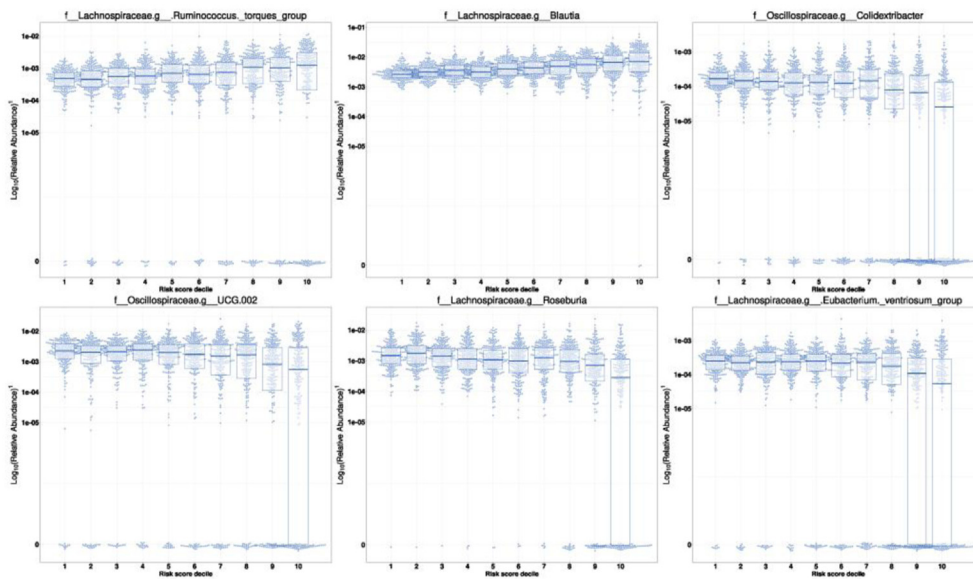 f__Lachnospiraceae.g__.Ruminococcus._torques_group
f__Lachnospiraceae.g__Blautia
f__Oscillospiraceae.g__Colidextribacter
Log₁₀(Relative Abundance)¹
1e-02
1e-03
1e-04
1e-05
0
1 2 3 4 5 6 7 8 9 10
Risk score decile
Log₁₀(Relative Abundance)¹
1e-01
1e-02
1e-03
1e-04
1e-05
0
1 2 3 4 5 6 7 8 9 10
Risk score decile
Log₁₀(Relative Abundance)¹
1e-03
1e-04
1e-05
0
1 2 3 4 5 6 7 8 9 10
Risk score decile
f__Oscillospiraceae.g__UCG.002
f__Lachnospiraceae.g__Roseburia
f__Lachnospiraceae.g__.Eubacterium._ventriosum_group
Log₁₀(Relative Abundance)¹
1e-02
1e-03
1e-04
1e-05
0
1 2 3 4 5 6 7 8 9 10
Risk score decile
Log₁₀(Relative Abundance)¹
1e-02
1e-03
1e-04
1e-05
0
1 2 3 4 5 6 7 8 9 10
Risk score decile
Log₁₀(Relative Abundance)¹
1e-03
1e-04
1e-05
0
1 2 3 4 5 6 7 8 9 10
Risk score decile